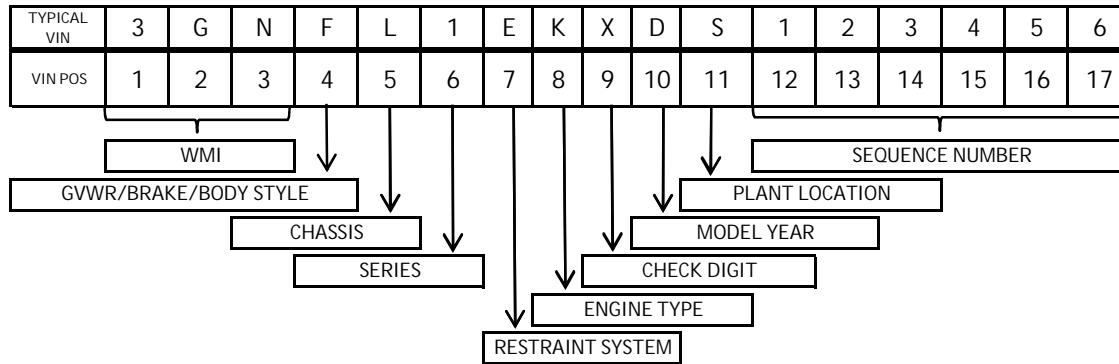 TYPICAL VIN 3 G N F L 1 E K X D S 1 2 3 4 5 6
VIN POS 1 2 3 4 5 6 7 8 9 10 11 12 13 14 15 16 17
WMI SEQUENCE NUMBER
GVWR/BRAKE/BODY STYLE PLANT LOCATION
CHASSIS MODEL YEAR
SERIES CHECK DIGIT
ENGINE TYPE
RESTRAINT SYSTEM